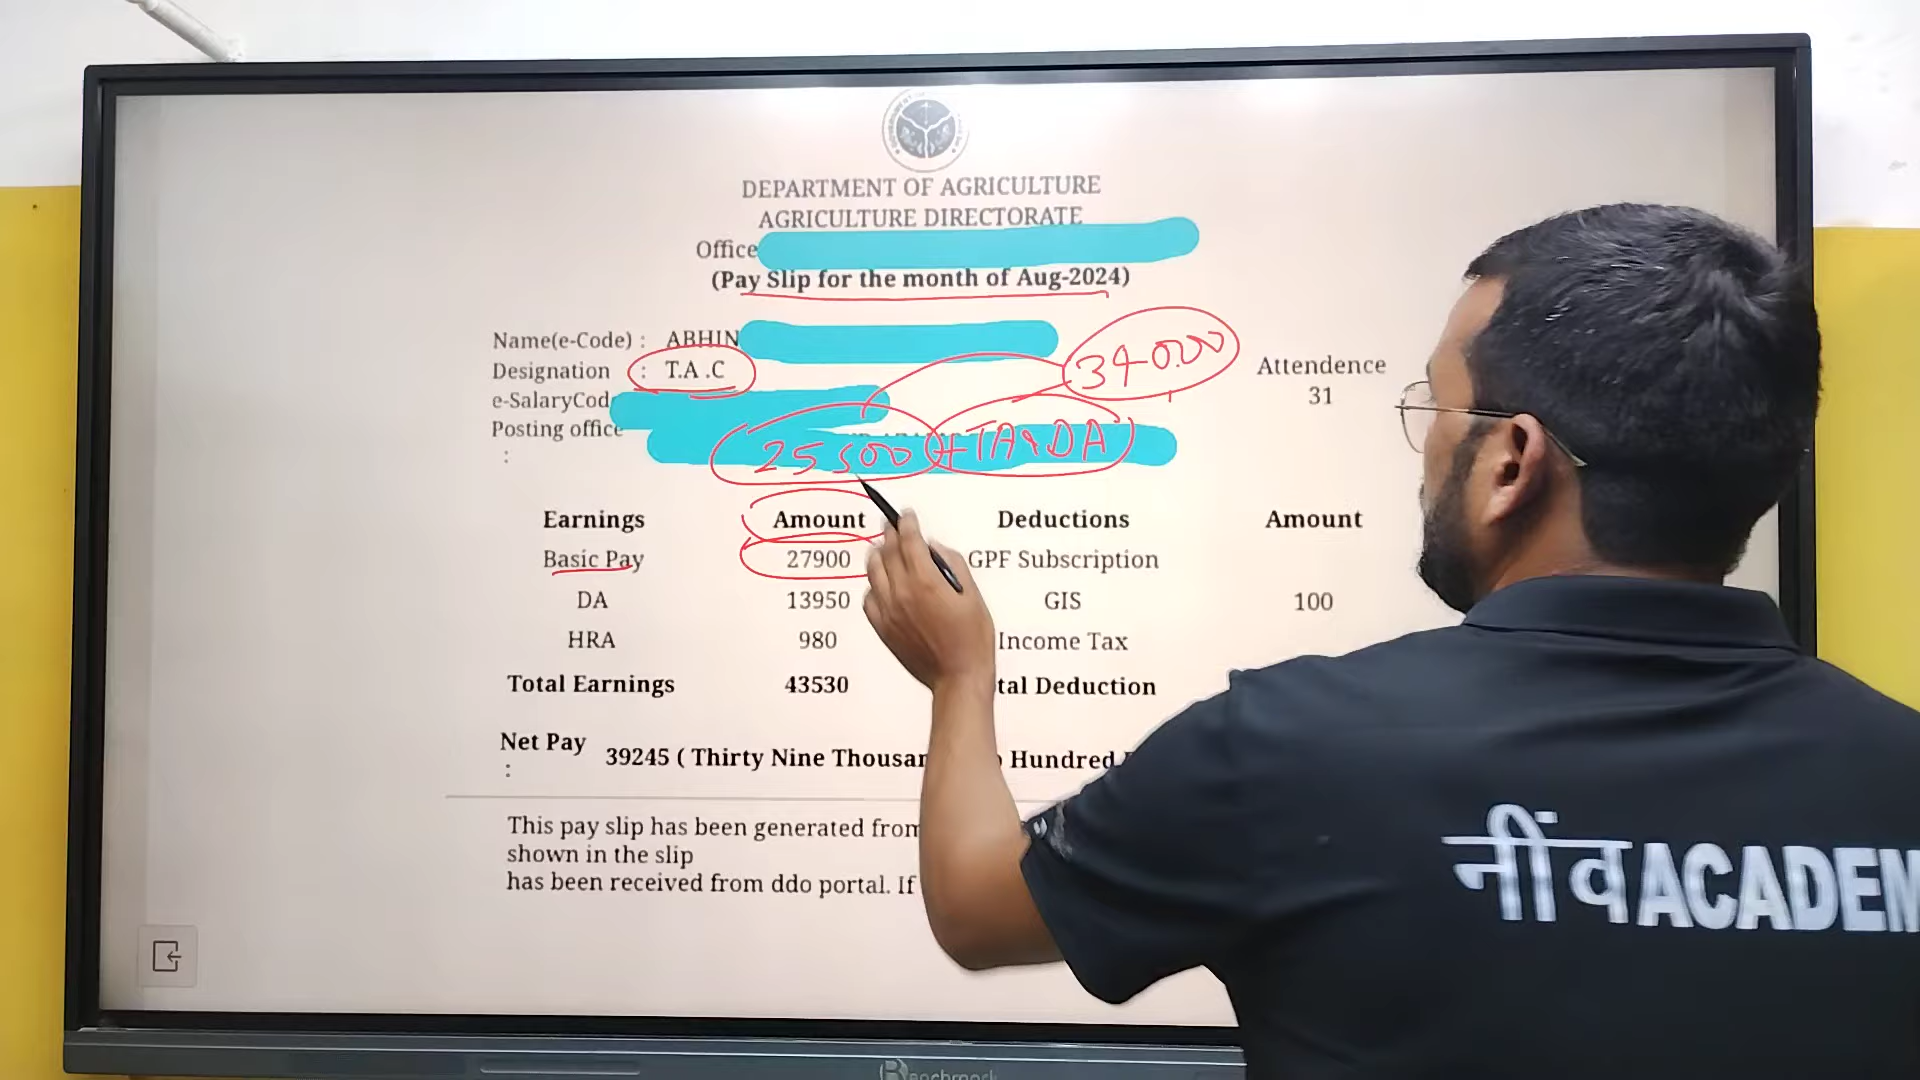 DEPARTMENT OF AGRICULTURE
AGRICULTURE DIRECTORATE
Office
(Pay Slip for the month of Aug-2024)
Name(e-Code) : ABHIN
34000
Designation : T.A .C
Attendence
e-SalaryCod
31
Posting office
:
25500 + TA & DA
Earnings Amount Deductions Amount
Basic Pay 27900 GPF Subscription
DA 13950 GIS 100
HRA 980 Income Tax
Total Earnings 43530 tal Deduction
Net Pay
:
39245 ( Thirty Nine Thousan Hundred
This pay slip has been generated from
shown in the slip
has been received from ddo portal. If
नींव ACADEM
Benchmark